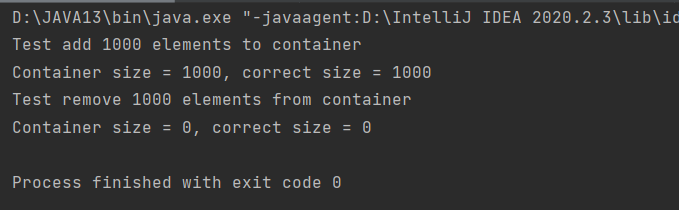 D:\JAVA13\bin\java.exe "-javaagent:D:\IntelliJ IDEA 2020.2.3\lib\id
Test add 1000 elements to container
Container size = 1000, correct size = 1000
Test remove 1000 elements from container
Container size = 0, correct size = 0
Process finished with exit code 0